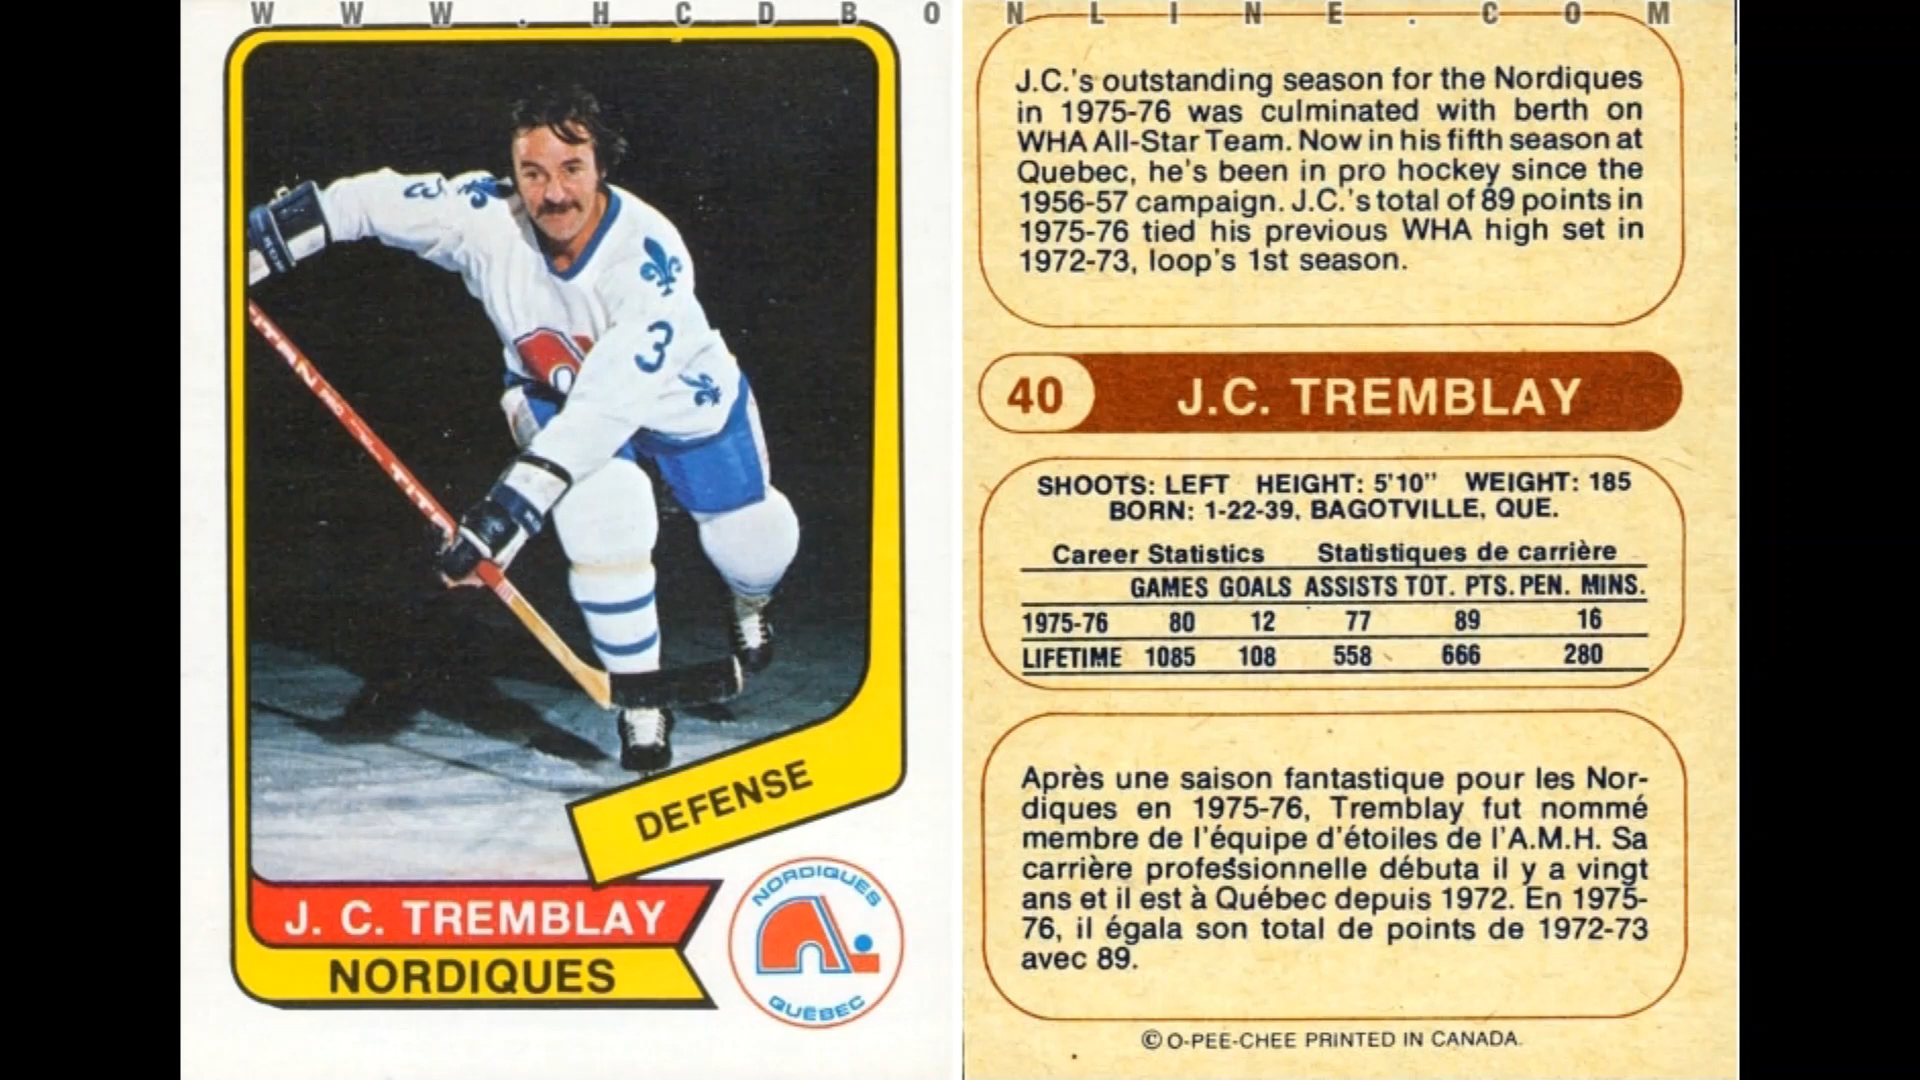 WWW.HCDBONLINE.COM
3
3
TITAN PRO
TITAN
DEFENSE
J. C. TREMBLAY
NORDIQUES
NORDIQUES
QUÉBEC
J.C.'s outstanding season for the Nordiques
in 1975-76 was culminated with berth on
WHA All-Star Team. Now in his fifth season at
Quebec, he's been in pro hockey since the
1956-57 campaign. J.C.'s total of 89 points in
1975-76 tied his previous WHA high set in
1972-73, loop's 1st season.
40 J.C. TREMBLAY
SHOOTS: LEFT HEIGHT: 5'10" WEIGHT: 185
BORN: 1-22-39, BAGOTVILLE, QUE.
Career Statistics Statistiques de carrière
GAMES GOALS ASSISTS TOT. PTS. PEN. MINS.
1975-76 80 12 77 89 16
LIFETIME 1085 108 558 666 280
Après une saison fantastique pour les Nor-
diques en 1975-76, Tremblay fut nommé
membre de l'équipe d'étoiles de l'A.M.H. Sa
carrière professionnelle débuta il y a vingt
ans et il est à Québec depuis 1972. En 1975-
76, il égala son total de points de 1972-73
avec 89.
© O-PEE-CHEE PRINTED IN CANADA.